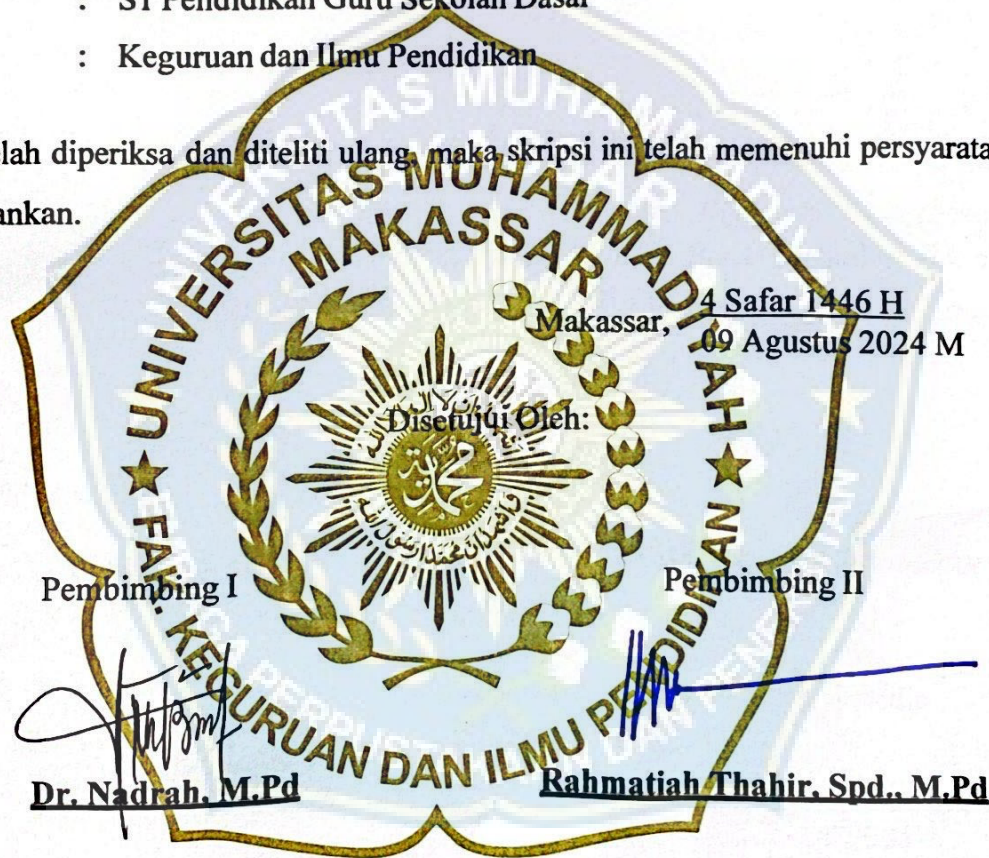 : S1 Pendidikan Guru Sekolah Dasar
: Keguruan dan Ilmu Pendidikan
elah diperiksa dan diteliti ulang, maka skripsi ini telah memenuhi persyarata
ankan.
UNIVERSITAS MUHAMMADIYAH
MAKASSAR
Makassar,
4 Safar 1446 H
09 Agustus 2024 M
Disetujui Oleh:
Pembimbing I
Pembimbing II
FAK. KEGURUAN DAN ILMU PENDIDIKAN
Dr. Nadrah, M.Pd
Rahmatiah Thahir, Spd., M.Pd